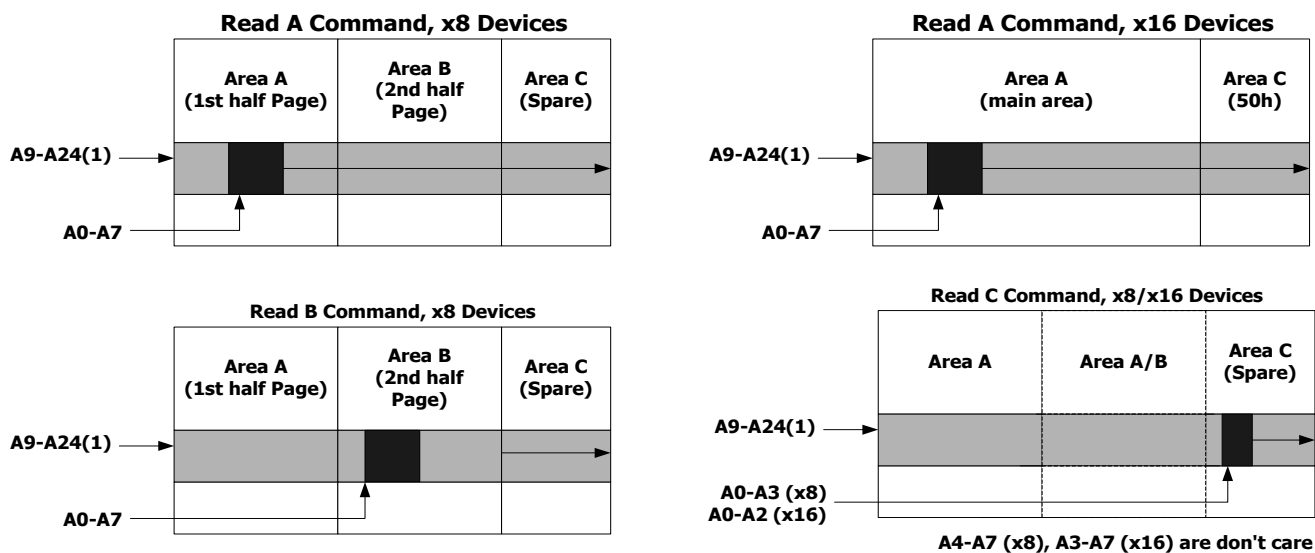 Read A Command, x8 Devices
Area A
(1st half Page)
Area B
(2nd half
Page)
Area C
(Spare)
A9-A24(1)
A0-A7
Read A Command, x16 Devices
Area A
(main area)
Area C
(50h)
A9-A24(1)
A0-A7
Read B Command, x8 Devices
Area A
(1st half Page)
Area B
(2nd half
Page)
Area C
(Spare)
A9-A24(1)
A0-A7
Read C Command, x8/x16 Devices
Area A
Area A/B
Area C
(Spare)
A9-A24(1)
A0-A3 (x8)
A0-A2 (x16)
A4-A7 (x8), A3-A7 (x16) are don't care